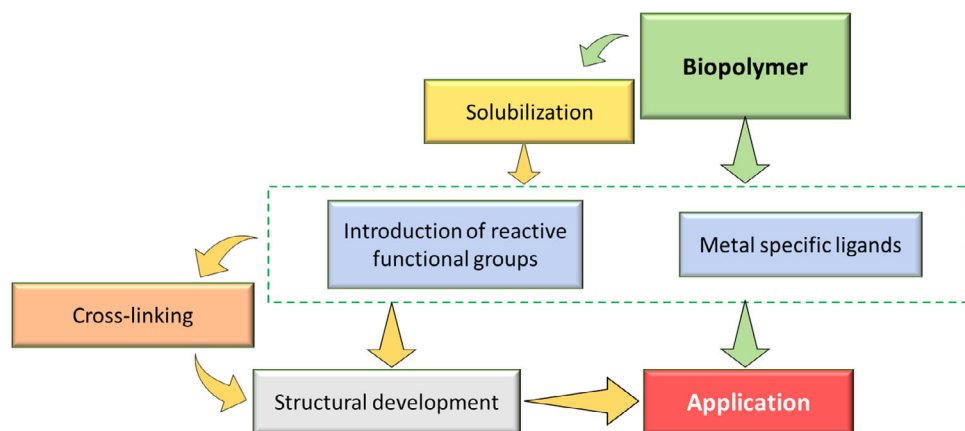 Biopolymer
Solubilization
Introduction of reactive
functional groups
Metal specific ligands
Cross-linking
Structural development
Application